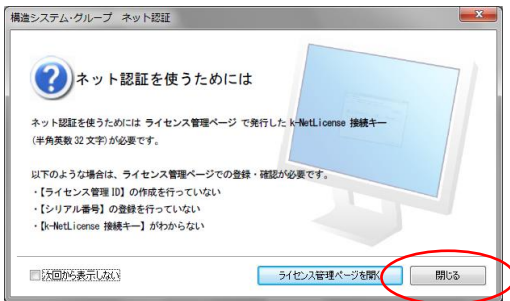 構造システム・グループ ネット認証
ネット認証を使うためには
ネット認証を使うためには ライセンス管理ページ で発行した k-NetLicense 接続キー
(半角英数 32 文字)が必要です。
以下のような場合は、ライセンス管理ページでの登録・確認が必要です。
・【ライセンス管理 ID】の作成を行っていない
・【シリアル番号】の登録を行っていない
・【k-NetLicense 接続キー】がわからない
次回から表示しない
ライセンス管理ページを開く
閉じる